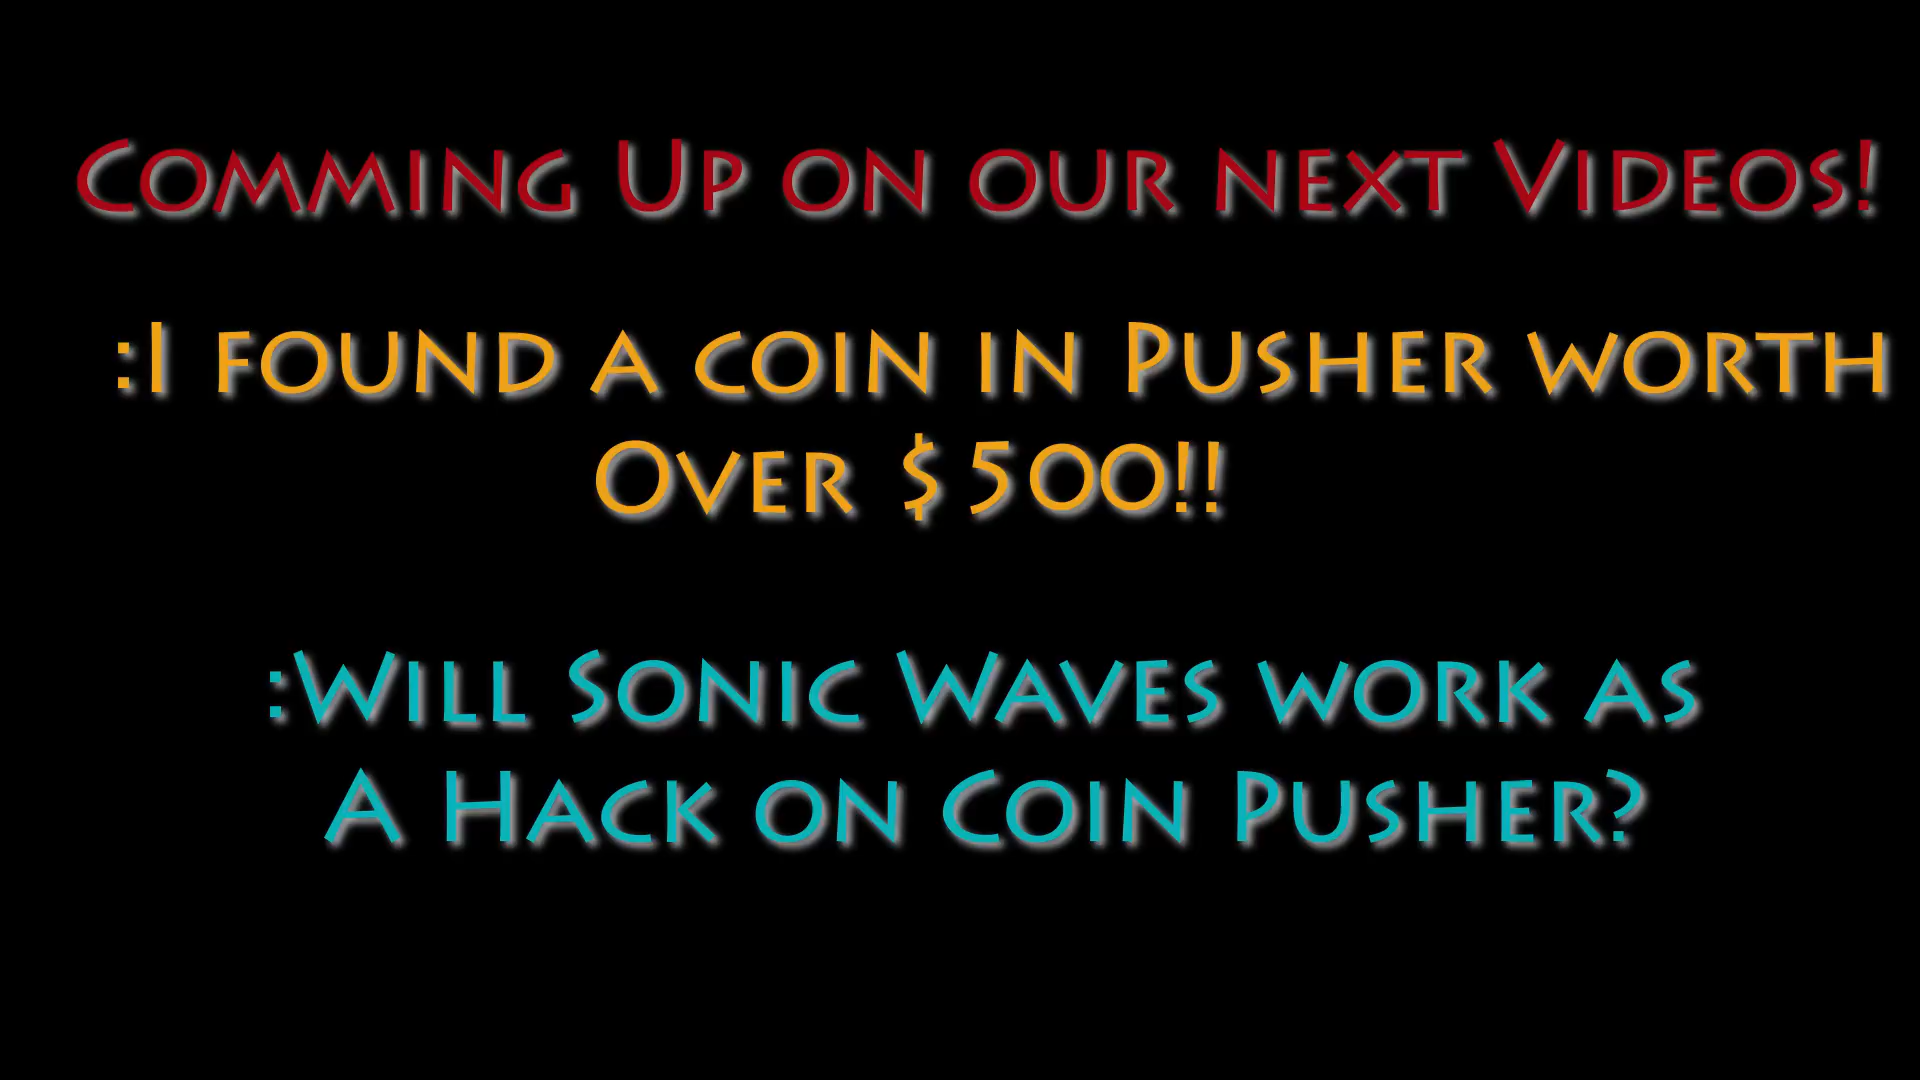 Comming Up on our next Videos!
:I found a coin in Pusher worth
Over $500!!
:Will Sonic Waves work as
A Hack on Coin Pusher?